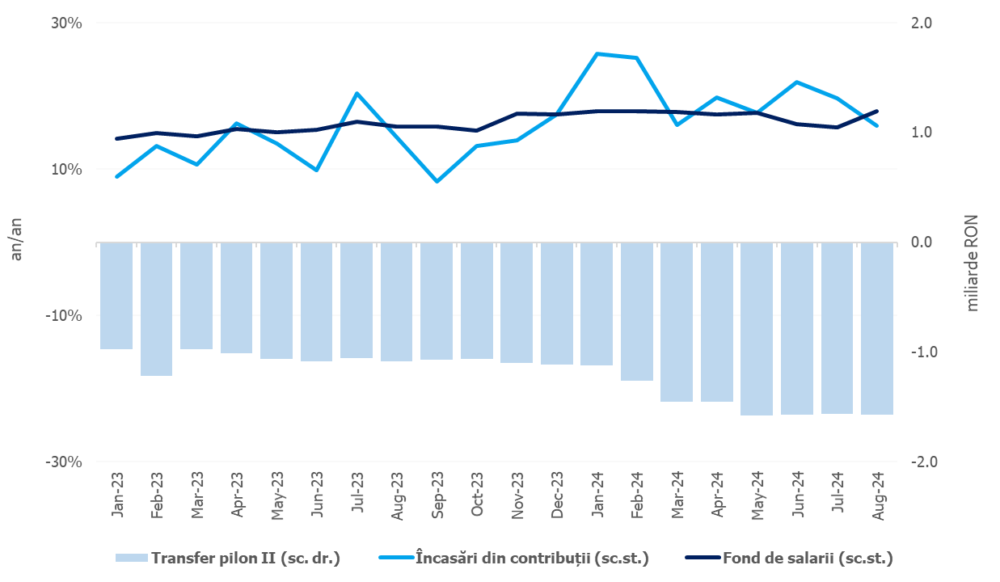 30%
10%
-10%
-30%
an/an
2.0
1.0
0.0
-1.0
-2.0
miliarde RON
Jan-23
Feb-23
Mar-23
Apr-23
May-23
Jun-23
Jul-23
Aug-23
Sep-23
Oct-23
Nov-23
Dec-23
Jan-24
Feb-24
Mar-24
Apr-24
May-24
Jun-24
Jul-24
Aug-24
Transfer pilon II (sc. dr.)
Încasări din contribuții (sc.st.)
Fond de salarii (sc.st.)